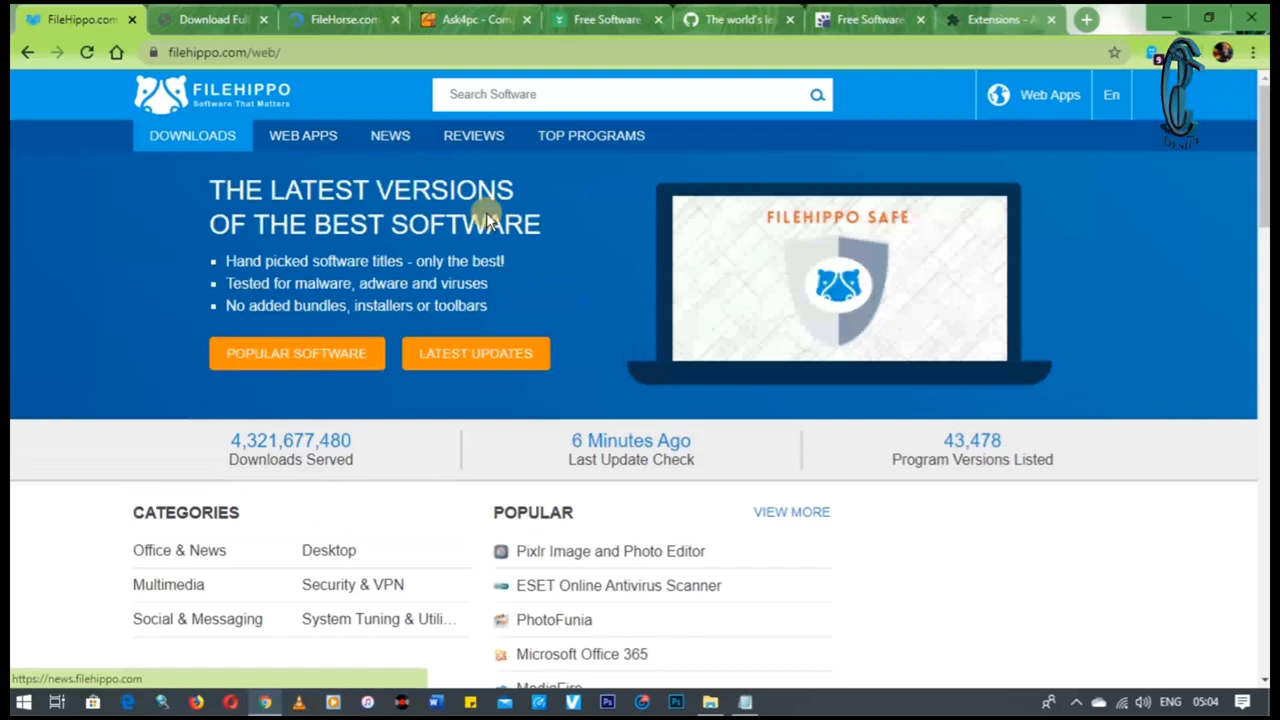 FileHippo.com
Download Full
FileHorse.com
Ask4pc - Com
Free Software
The world's le
Free Software
Extensions - A
filehippo.com/web/
9
FILEHIPPO
Software That Matters
Search Software
Web Apps
En
DOWNLOADS
WEB APPS
NEWS
REVIEWS
TOP PROGRAMS
THE LATEST VERSIONS
OF THE BEST SOFTWARE
Hand picked software titles - only the best!
Tested for malware, adware and viruses
No added bundles, installers or toolbars
POPULAR SOFTWARE
LATEST UPDATES
FILEHIPPO SAFE
4,321,677,480
Downloads Served
6 Minutes Ago
Last Update Check
43,478
Program Versions Listed
CATEGORIES
Office & News
Desktop
Multimedia
Security & VPN
Social & Messaging
System Tuning & Utili...
POPULAR
VIEW MORE
Pixlr Image and Photo Editor
ESET Online Antivirus Scanner
PhotoFunia
Microsoft Office 365
MediaFire
https://news.filehippo.com
ENG
05:04